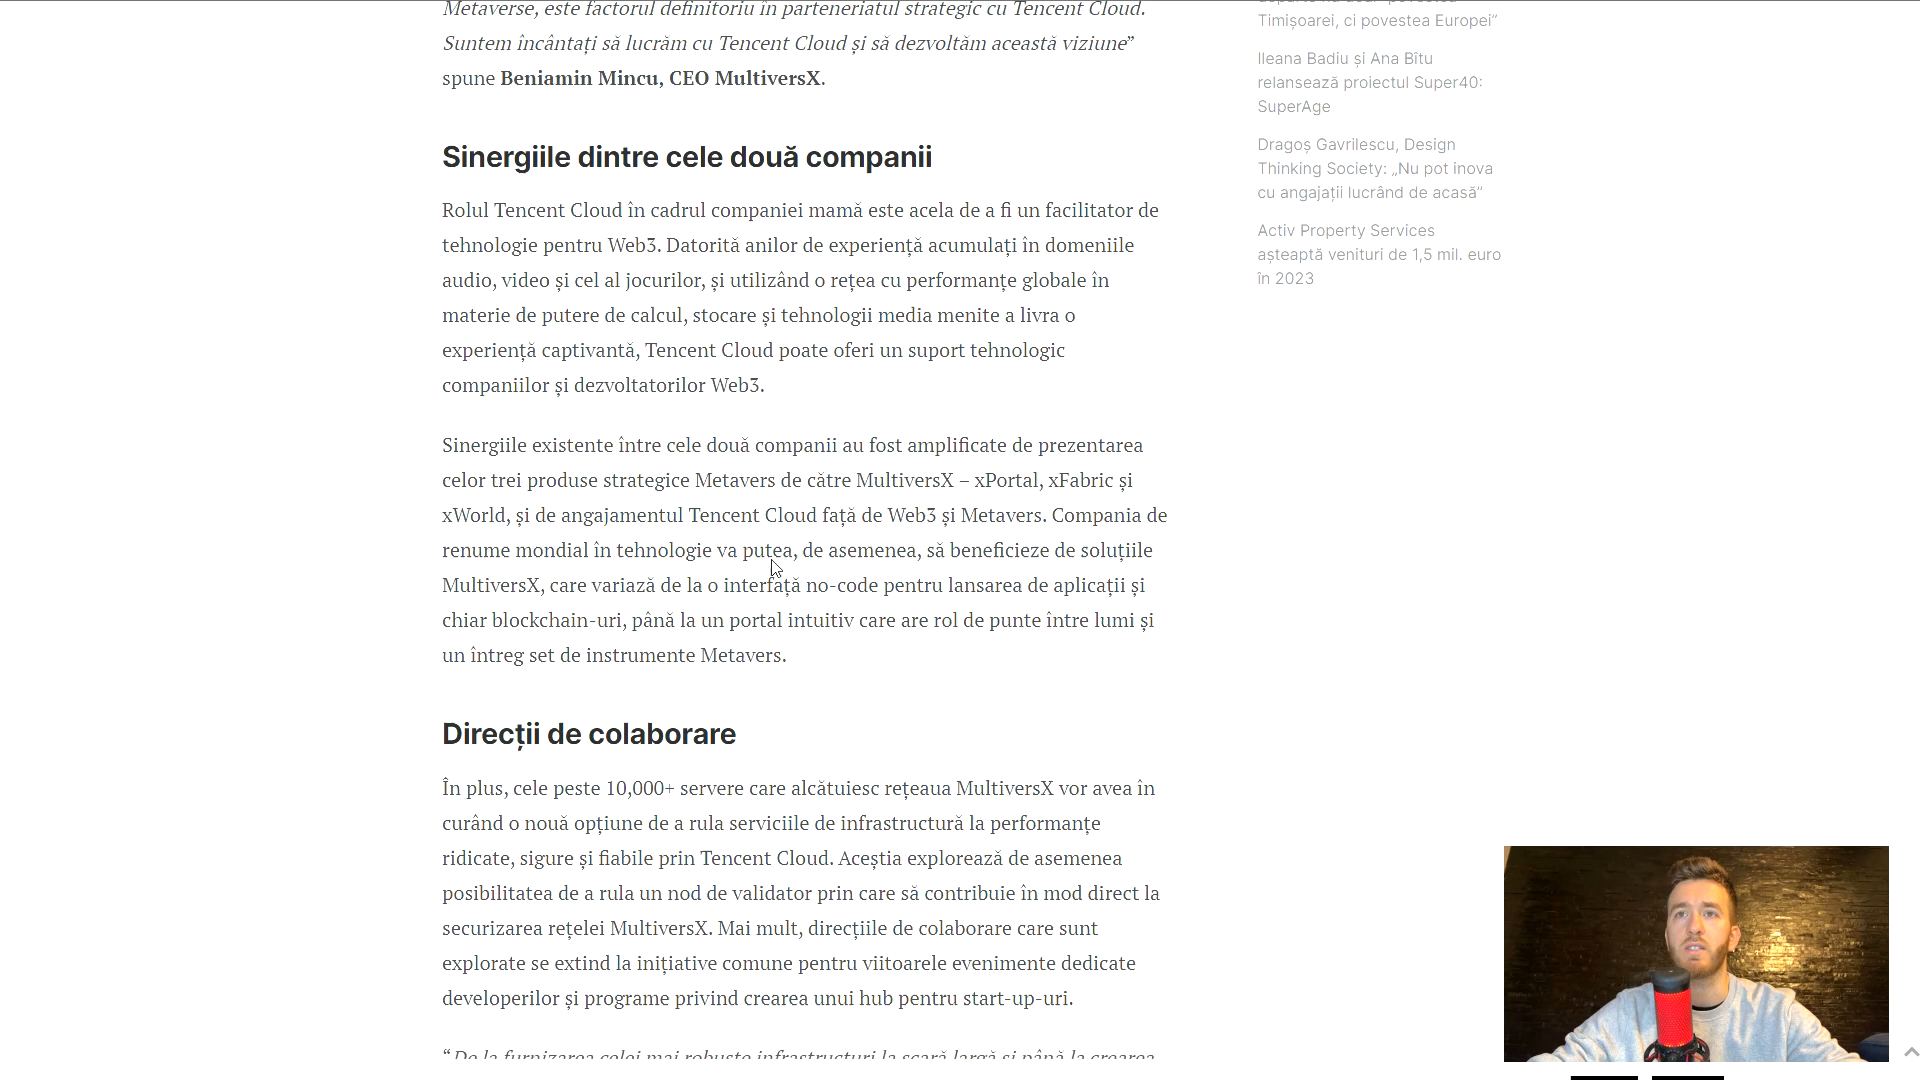 Metaverse, este factorul definitoriu în parteneriatul strategic cu Tencent Cloud.
Suntem încântați să lucrăm cu Tencent Cloud și să dezvoltăm această viziune”
spune Beniamin Mincu, CEO MultiversX.
Sinergiile dintre cele două companii
Rolul Tencent Cloud în cadrul companiei mamă este acela de a fi un facilitator de
tehnologie pentru Web3. Datorită anilor de experiență acumulați în domeniile
audio, video și cel al jocurilor, și utilizând o rețea cu performanțe globale în
materie de putere de calcul, stocare și tehnologii media menite a livra o
experiență captivantă, Tencent Cloud poate oferi un suport tehnologic
companiilor și dezvoltatorilor Web3.
Sinergiile existente între cele două companii au fost amplificate de prezentarea
celor trei produse strategice Metavers de către MultiversX – xPortal, xFabric și
xWorld, și de angajamentul Tencent Cloud față de Web3 și Metavers. Compania de
renume mondial în tehnologie va putea, de asemenea, să beneficieze de soluțiile
MultiversX, care variază de la o interfață no-code pentru lansarea de aplicații și
chiar blockchain-uri, până la un portal intuitiv care are rol de punte între lumi și
un întreg set de instrumente Metavers.
Direcții de colaborare
În plus, cele peste 10,000+ servere care alcătuiesc rețeaua MultiversX vor avea în
curând o nouă opțiune de a rula serviciile de infrastructură la performanțe
ridicate, sigure și fiabile prin Tencent Cloud. Aceștia explorează de asemenea
posibilitatea de a rula un nod de validator prin care să contribuie în mod direct la
securizarea rețelei MultiversX. Mai mult, direcțiile de colaborare care sunt
explorate se extind la inițiative comune pentru viitoarele evenimente dedicate
developerilor și programe privind crearea unui hub pentru start-up-uri.
“De la furnizarea celei mai robuste infrastructuri la scară largă și până la crearea
Timișoarei, ci povestea Europei”
Ileana Badiu și Ana Bîtu
relansează proiectul Super40:
SuperAge
Dragoș Gavrilescu, Design
Thinking Society: „Nu pot inova
cu angajații lucrând de acasă”
Activ Property Services
așteaptă venituri de 1,5 mil. euro
în 2023